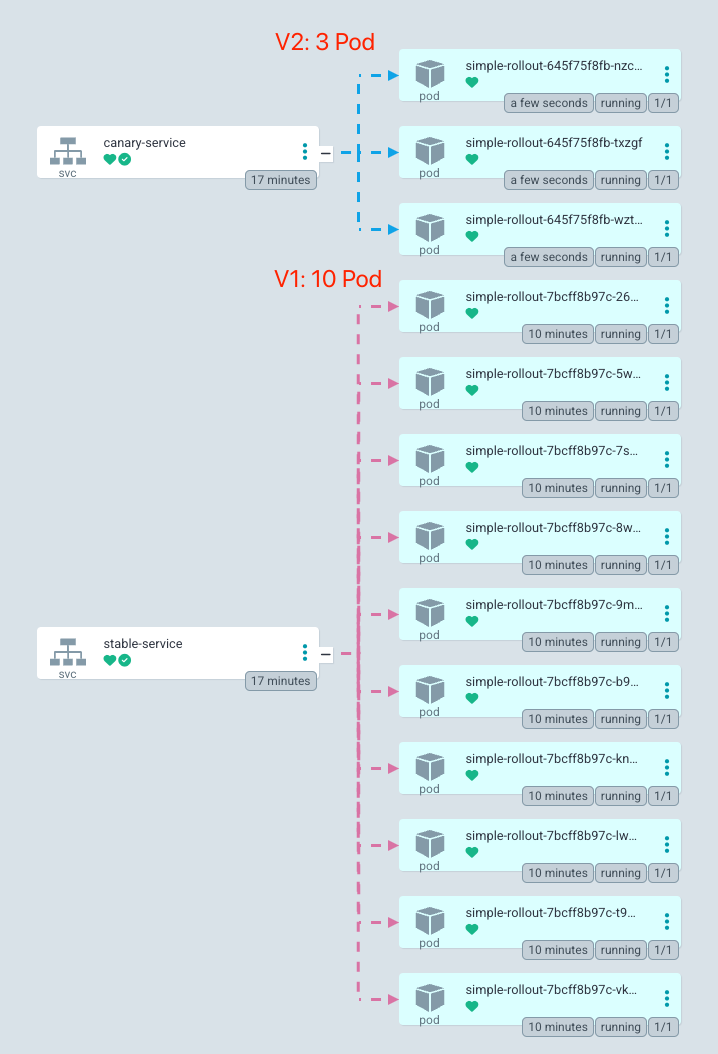 V2: 3 Pod
simple-rollout-645f75f8fb-nzc...
pod
a few seconds running 1/1
canary-service
svc
17 minutes
simple-rollout-645f75f8fb-txzgf
pod
a few seconds running 1/1
simple-rollout-645f75f8fb-wzt...
pod
a few seconds running 1/1
V1: 10 Pod
simple-rollout-7bcff8b97c-26...
pod
10 minutes running 1/1
simple-rollout-7bcff8b97c-5w...
pod
10 minutes running 1/1
simple-rollout-7bcff8b97c-7s...
pod
10 minutes running 1/1
simple-rollout-7bcff8b97c-8w...
pod
10 minutes running 1/1
simple-rollout-7bcff8b97c-9m...
pod
10 minutes running 1/1
stable-service
svc
17 minutes
simple-rollout-7bcff8b97c-b9...
pod
10 minutes running 1/1
simple-rollout-7bcff8b97c-kn...
pod
10 minutes running 1/1
simple-rollout-7bcff8b97c-lw...
pod
10 minutes running 1/1
simple-rollout-7bcff8b97c-t9...
pod
10 minutes running 1/1
simple-rollout-7bcff8b97c-vk...
pod
10 minutes running 1/1